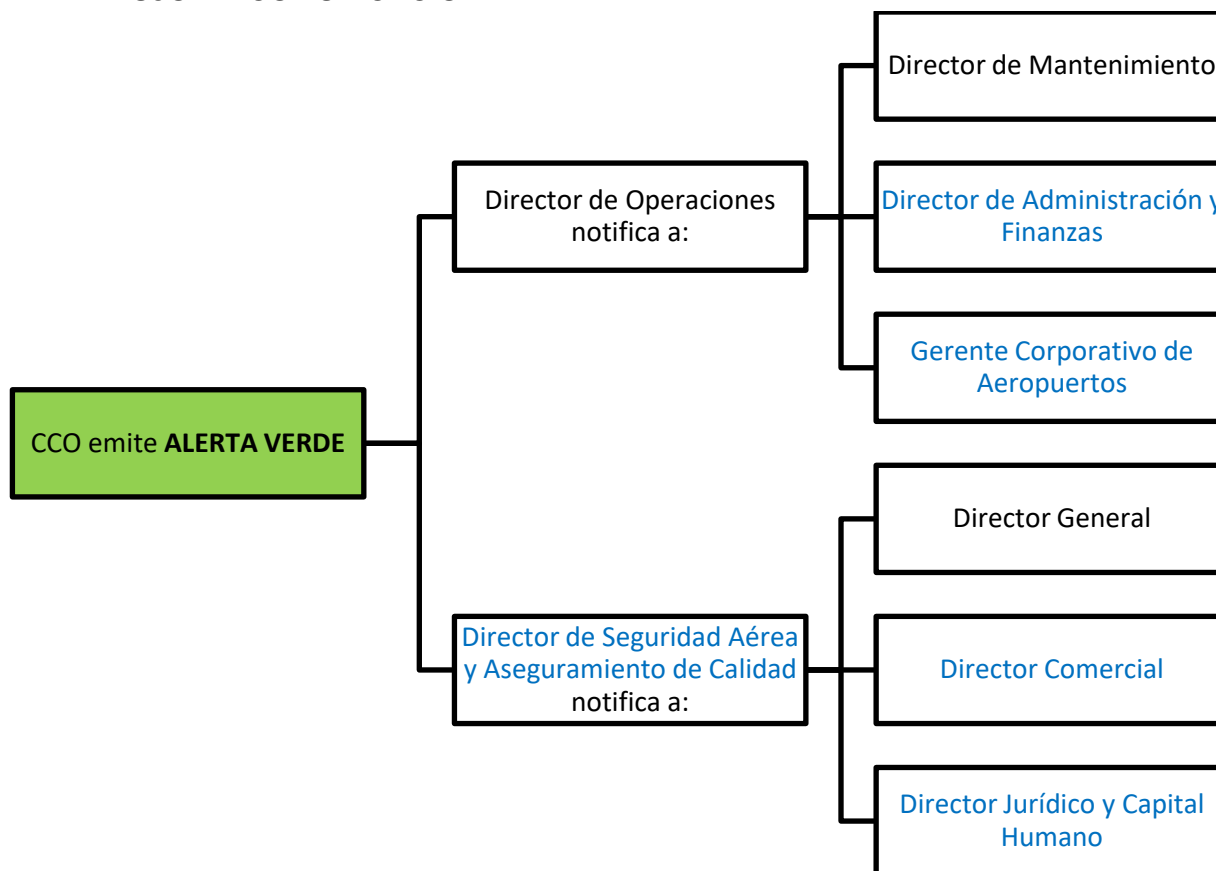 Director de Mantenimiento
Director de Operaciones
notifica a:
Director de Administración y
Finanzas
Gerente Corporativo de
Aeropuertos
CCO emite ALERTA VERDE
Director General
Director de Seguridad Aérea
y Aseguramiento de Calidad
notifica a:
Director Comercial
Director Jurídico y Capital
Humano